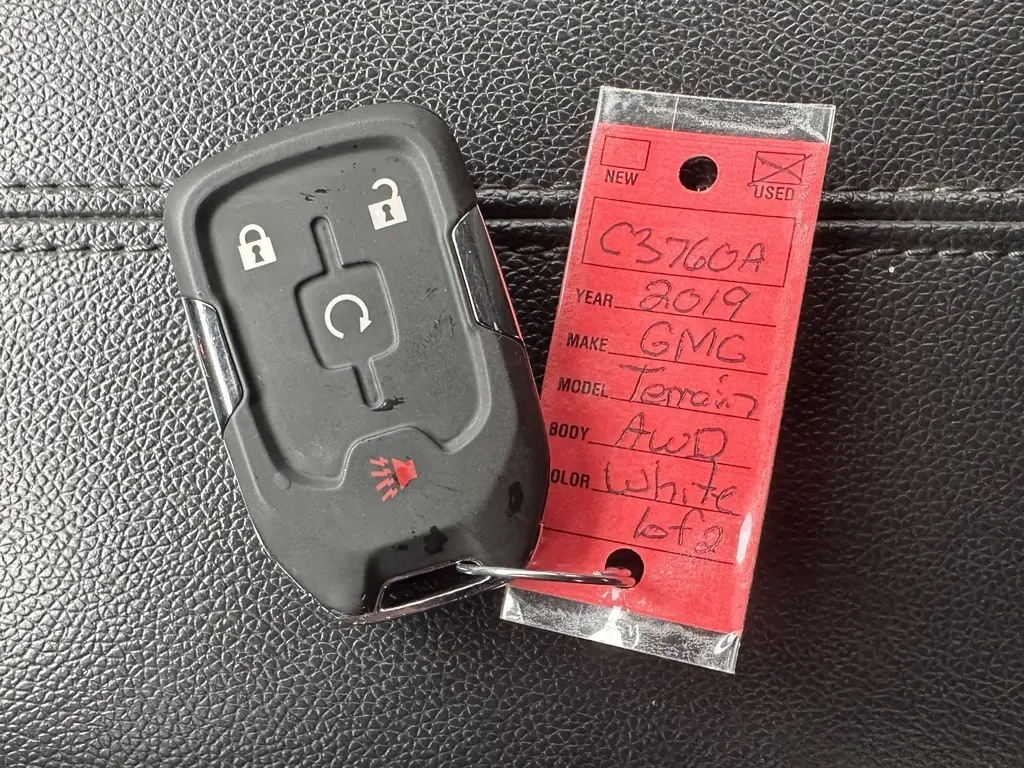 NEW USED
C3760A
YEAR 2019
MAKE GMC
MODEL Terrain
BODY AWD
OLOR White
1 of 2